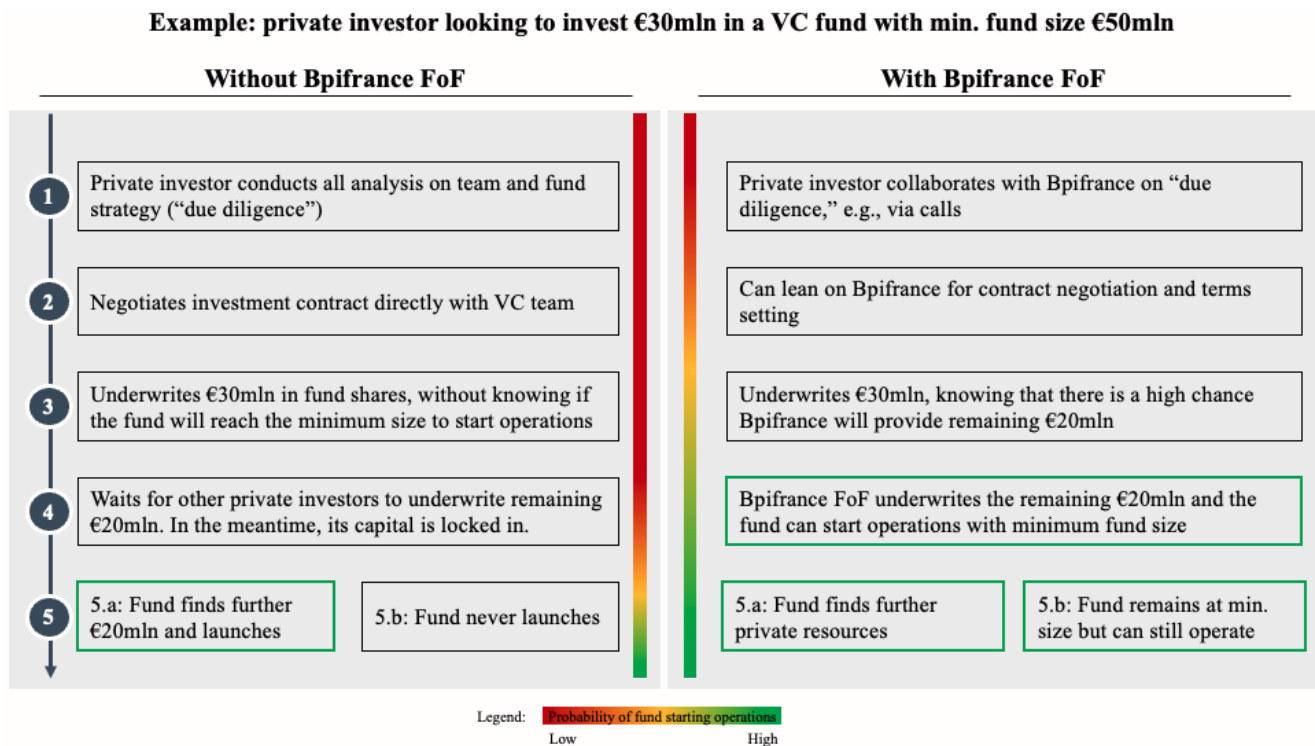 Example: private investor looking to invest €30mln in a VC fund with min. fund size €50mln
Without Bpifrance FoF
With Bpifrance FoF
1
Private investor conducts all analysis on team and fund
strategy (“due diligence”)
Private investor collaborates with Bpifrance on “due
diligence,” e.g., via calls
2
Negotiates investment contract directly with VC team
Can lean on Bpifrance for contract negotiation and terms
setting
3
Underwrites €30mln in fund shares, without knowing if
the fund will reach the minimum size to start operations
Underwrites €30mln, knowing that there is a high chance
Bpifrance will provide remaining €20mln
4
Waits for other private investors to underwrite remaining
€20mln. In the meantime, its capital is locked in.
Bpifrance FoF underwrites the remaining €20mln and the
fund can start operations with minimum fund size
5
5.a: Fund finds further
€20mln and launches
5.b: Fund never launches
5.a: Fund finds further
private resources
5.b: Fund remains at min.
size but can still operate
Legend:
Probability of fund starting operations
Low
High